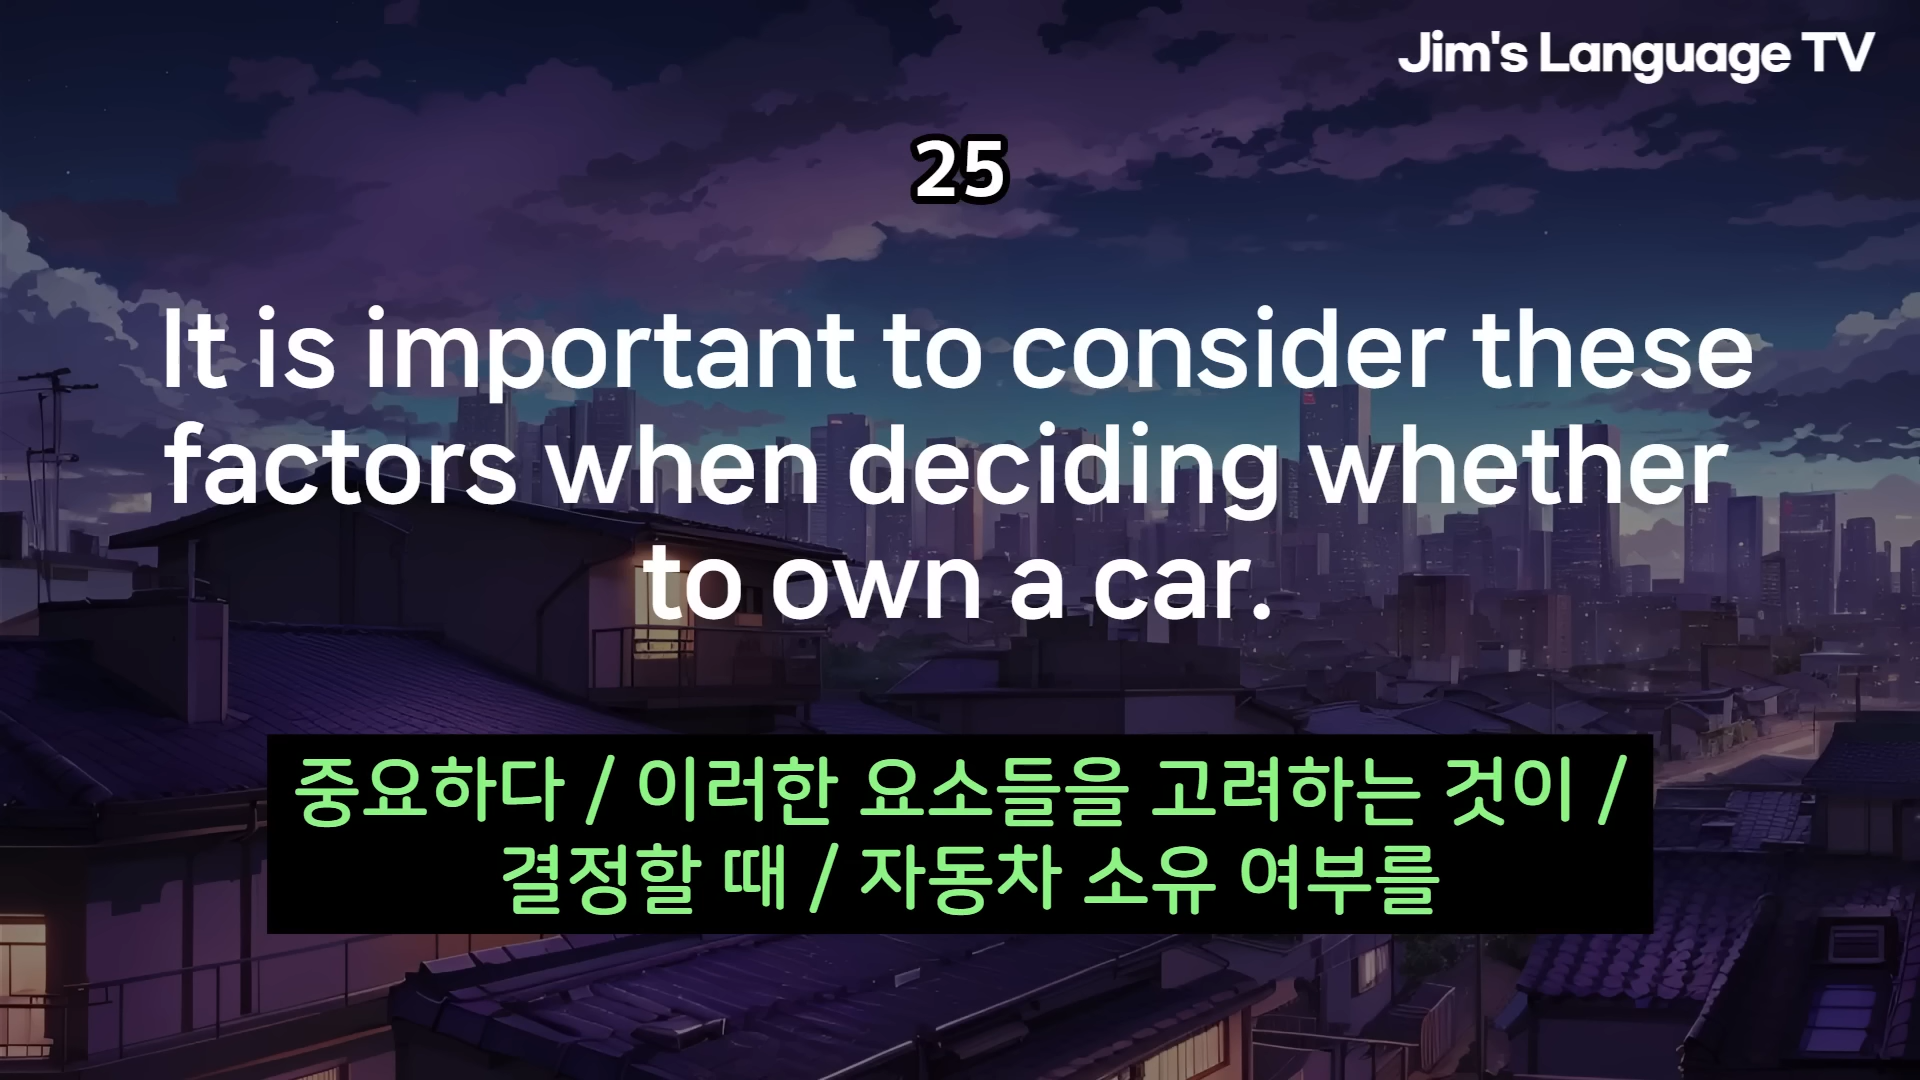 Jim's Language TV
25
It is important to consider these
factors when deciding whether
to own a car.
중요하다 / 이러한 요소들을 고려하는 것이 /
결정할 때 / 자동차 소유 여부를